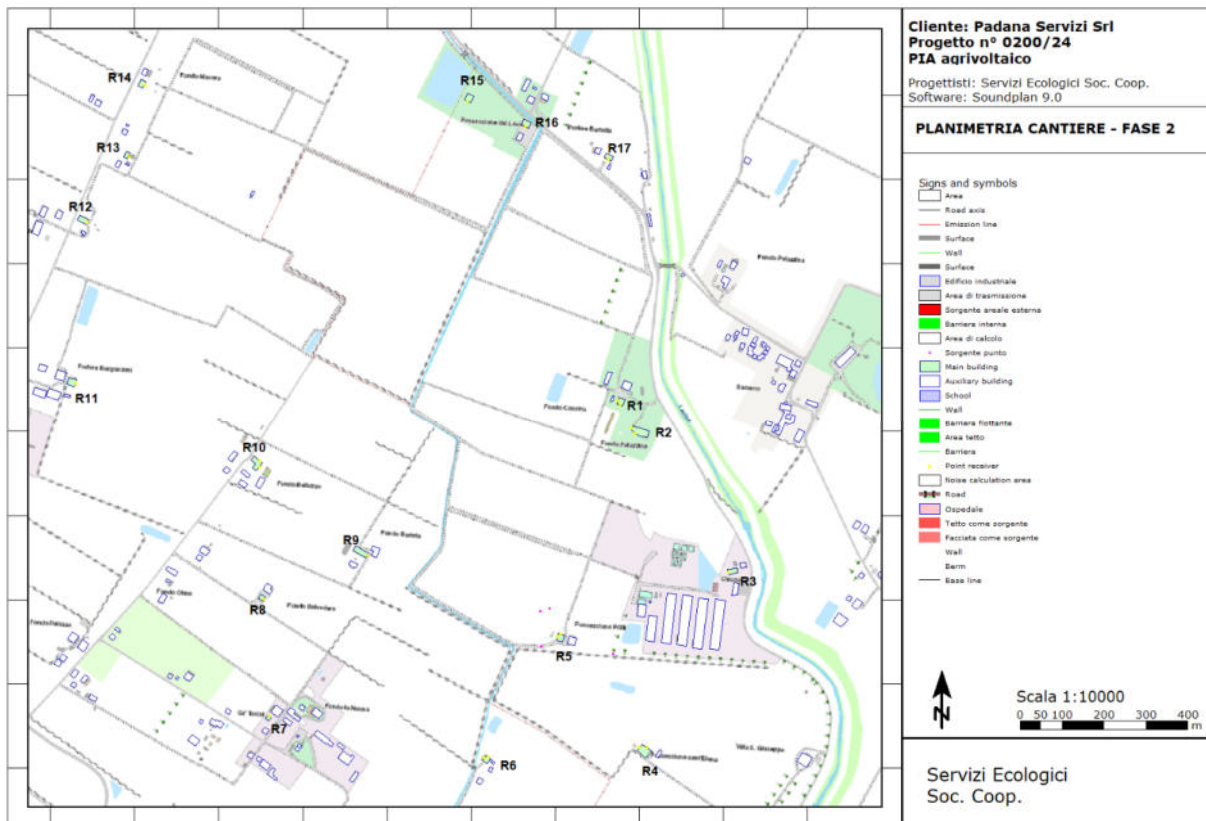 Cliente: Padana Servizi Srl
Progetto n° 0200/24
PIA agrivoltaico
Progettisti: Servizi Ecologici Soc. Coop.
Software: Soundplan 9.0
PLANIMETRIA CANTIERE - FASE 2
Signs and symbols
Area
Road axis
Emission line
Surface
Wall
Surface
Edificio industriale
Area di trasmissione
Sorgente areale esterna
Barriera interna
Area di calcolo
Sorgente punto
Main building
Auxiliary building
School
Wall
Barriera flottante
Area tetto
Barriera
Point receiver
Noise calculation area
Road
Ospedale
Tetto come sorgente
Facciata come sorgente
Wall
Berm
Base line
N
Scala 1:10000
0 50 100 200 300 400
m
Servizi Ecologici
Soc. Coop.
R14
R15
R16
R17
R13
R12
R11
R1
R2
R10
R9
R3
R8
R5
R7
R6
R4